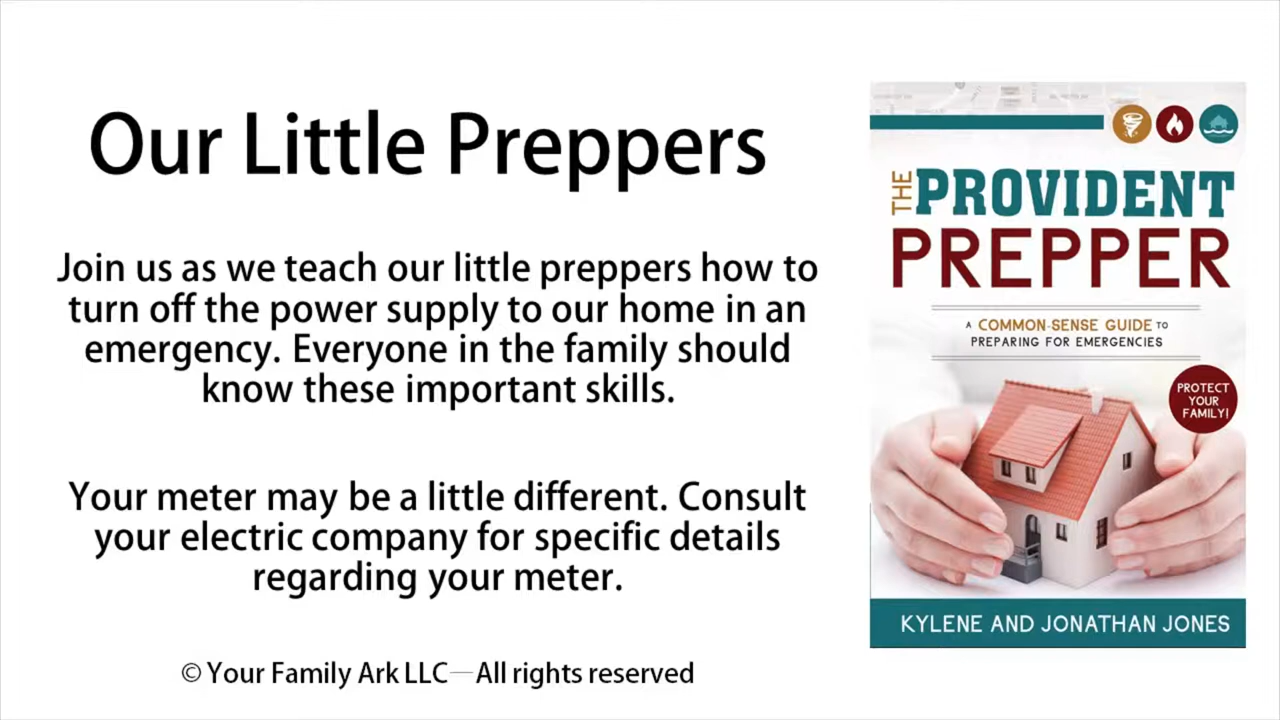 Our Little Preppers
Join us as we teach our little preppers how to
turn off the power supply to our home in an
emergency. Everyone in the family should
know these important skills.
Your meter may be a little different. Consult
your electric company for specific details
regarding your meter.
© Your Family Ark LLC—All rights reserved
THE PROVIDENT
PREPPER
A COMMON-SENSE GUIDE TO
PREPARING FOR EMERGENCIES
PROTECT
YOUR
FAMILY!
KYLENE AND JONATHAN JONES